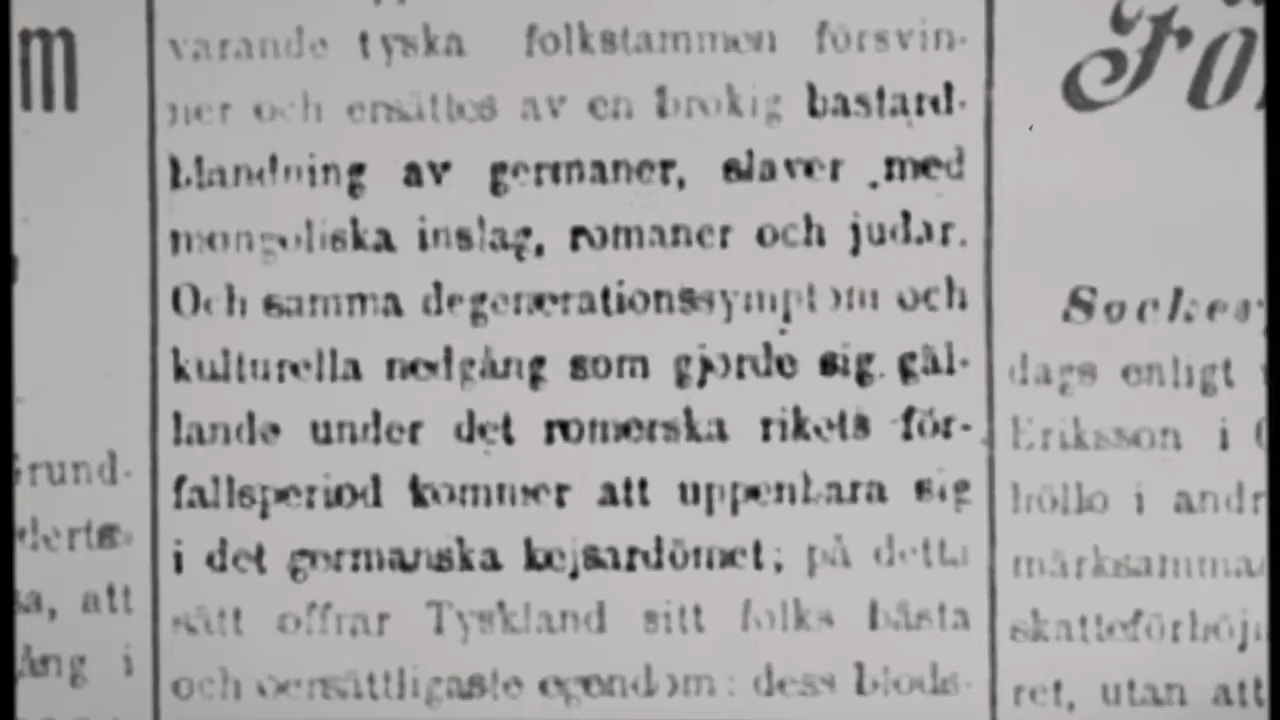 m
rund-
a, att
ång i
varande tyska folkstammen försvin-
ner och ersättes av en brokig bastard-
blandning av germaner, slaver med
mongoliska inslag, romaner och judar.
Och samma degenerationssymptom och
kulturella nedgång som gjorde sig gäl-
lande under det romerska rikets för-
fallsperiod kommer att uppenbara sig
i det germanska kejsardömet; på detta
sätt offrar Tyskland sitt folks bästa
och oersättligaste egendom: dess blods-
Fö
Socker
dags enligt
Eriksson i
hölle i andr
märksamma
skatteförhöj
ret, utan att